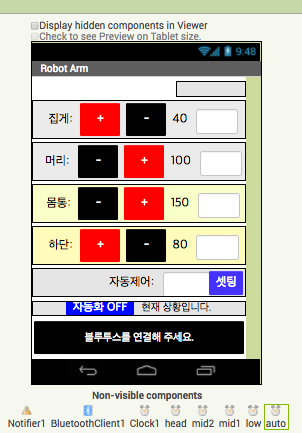 Display hidden components in Viewer
Check to see Preview on Tablet size.
9:48
Robot Arm
집게: + - 40
머리: - + 100
몸통: - + 150
하단: + - 80
자동제어: 셋팅
자동화 OFF 현재 상황입니다.
블루투스를 연결해 주세요.
Non-visible components
Notifier1 BluetoothClient1 Clock1 head mid2 mid1 low auto